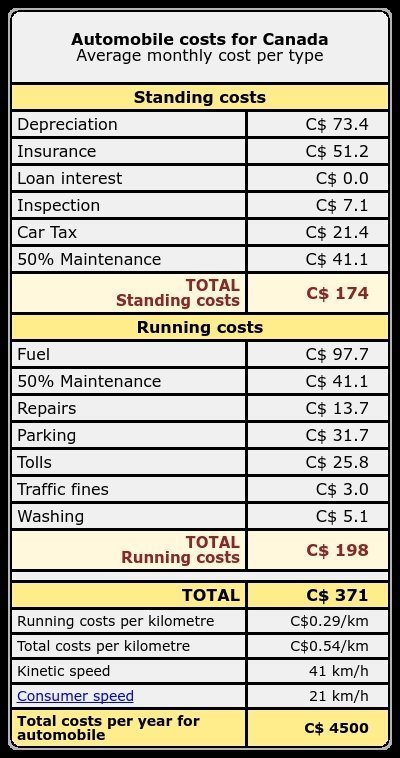 Automobile costs for Canada
Average monthly cost per type
Standing costs
Depreciation C$ 73.4
Insurance C$ 51.2
Loan interest C$ 0.0
Inspection C$ 7.1
Car Tax C$ 21.4
50% Maintenance C$ 41.1
TOTAL
Standing costs C$ 174
Running costs
Fuel C$ 97.7
50% Maintenance C$ 41.1
Repairs C$ 13.7
Parking C$ 31.7
Tolls C$ 25.8
Traffic fines C$ 3.0
Washing C$ 5.1
TOTAL
Running costs C$ 198
TOTAL C$ 371
Running costs per kilometre C$0.29/km
Total costs per kilometre C$0.54/km
Kinetic speed 41 km/h
Consumer speed 21 km/h
Total costs per year for
automobile C$ 4500